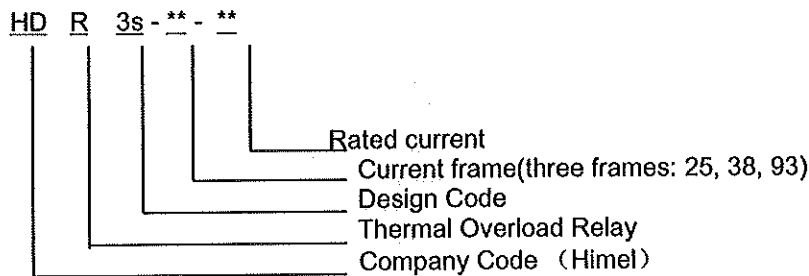 HD R 3s - ** - **
Rated current
Current frame(three frames: 25, 38, 93)
Design Code
Thermal Overload Relay
Company Code （Himel）